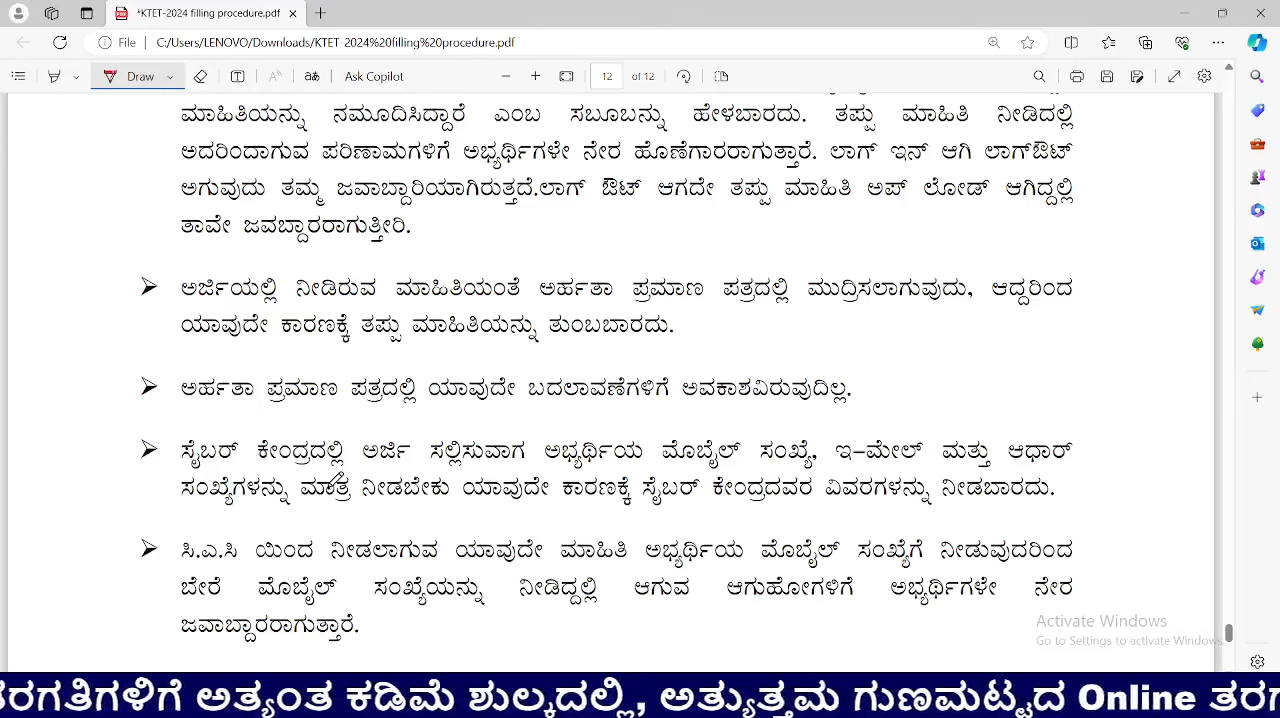 *KTET-2024 filling procedure.pdf
File C:/Users/LENOVO/Downloads/KTET-2024%20filling%20procedure.pdf
Draw Ask Copilot 12 of 12
ಮಾಹಿತಿಯನ್ನು ನಮೂದಿಸಿದ್ದಾರೆ ಎಂಬ ಸಬೂಬನ್ನು ಹೇಳಬಾರದು. ತಪ್ಪು ಮಾಹಿತಿ ನೀಡಿದಲ್ಲಿ
ಅದರಿಂದಾಗುವ ಪರಿಣಾಮಗಳಿಗೆ ಅಭ್ಯರ್ಥಿಗಳೇ ನೇರ ಹೊಣೆಗಾರರಾಗುತ್ತಾರೆ. ಲಾಗ್ ಇನ್ ಆಗಿ ಲಾಗ್ಔಟ್
ಅಗುವುದು ತಮ್ಮ ಜವಾಬ್ದಾರಿಯಾಗಿರುತ್ತದೆ.ಲಾಗ್ ಔಟ್ ಆಗದೇ ತಪ್ಪು ಮಾಹಿತಿ ಅಪ್ ಲೋಡ್ ಆಗಿದ್ದಲ್ಲಿ
ತಾವೇ ಜವಬ್ದಾರರಾಗುತ್ತೀರಿ.
➢ ಅರ್ಜಿಯಲ್ಲಿ ನೀಡಿರುವ ಮಾಹಿತಿಯಂತೆ ಅರ್ಹತಾ ಪ್ರಮಾಣ ಪತ್ರದಲ್ಲಿ ಮುದ್ರಿಸಲಾಗುವುದು, ಆದ್ದರಿಂದ
ಯಾವುದೇ ಕಾರಣಕ್ಕೆ ತಪ್ಪು ಮಾಹಿತಿಯನ್ನು ತುಂಬಬಾರದು.
➢ ಅರ್ಹತಾ ಪ್ರಮಾಣ ಪತ್ರದಲ್ಲಿ ಯಾವುದೇ ಬದಲಾವಣೆಗಳಿಗೆ ಅವಕಾಶವಿರುವುದಿಲ್ಲ.
➢ ಸೈಬರ್ ಕೇಂದ್ರದಲ್ಲಿ ಅರ್ಜಿ ಸಲ್ಲಿಸುವಾಗ ಅಭ್ಯರ್ಥಿಯ ಮೊಬೈಲ್ ಸಂಖ್ಯೆ, ಇ-ಮೇಲ್ ಮತ್ತು ಆಧಾರ್
ಸಂಖ್ಯೆಗಳನ್ನು ಮಾತ್ರ ನೀಡಬೇಕು ಯಾವುದೇ ಕಾರಣಕ್ಕೆ ಸೈಬರ್ ಕೇಂದ್ರದವರ ವಿವರಗಳನ್ನು ನೀಡಬಾರದು.
➢ ಸಿ.ಎ.ಸಿ ಯಿಂದ ನೀಡಲಾಗುವ ಯಾವುದೇ ಮಾಹಿತಿ ಅಭ್ಯರ್ಥಿಯ ಮೊಬೈಲ್ ಸಂಖ್ಯೆಗೆ ನೀಡುವುದರಿಂದ
ಬೇರೆ ಮೊಬೈಲ್ ಸಂಖ್ಯೆಯನ್ನು ನೀಡಿದ್ದಲ್ಲಿ ಆಗುವ ಆಗುಹೋಗಳಿಗೆ ಅಭ್ಯರ್ಥಿಗಳೇ ನೇರ
ಜವಾಬ್ದಾರರಾಗುತ್ತಾರೆ.
Activate Windows
Go to Settings to activate Windows.
ತರಗತಿಗಳಿಗೆ ಅತ್ಯಂತ ಕಡಿಮೆ ಶುಲ್ಕದಲ್ಲಿ, ಅತ್ಯುತ್ತಮ ಗುಣಮಟ್ಟದ Online